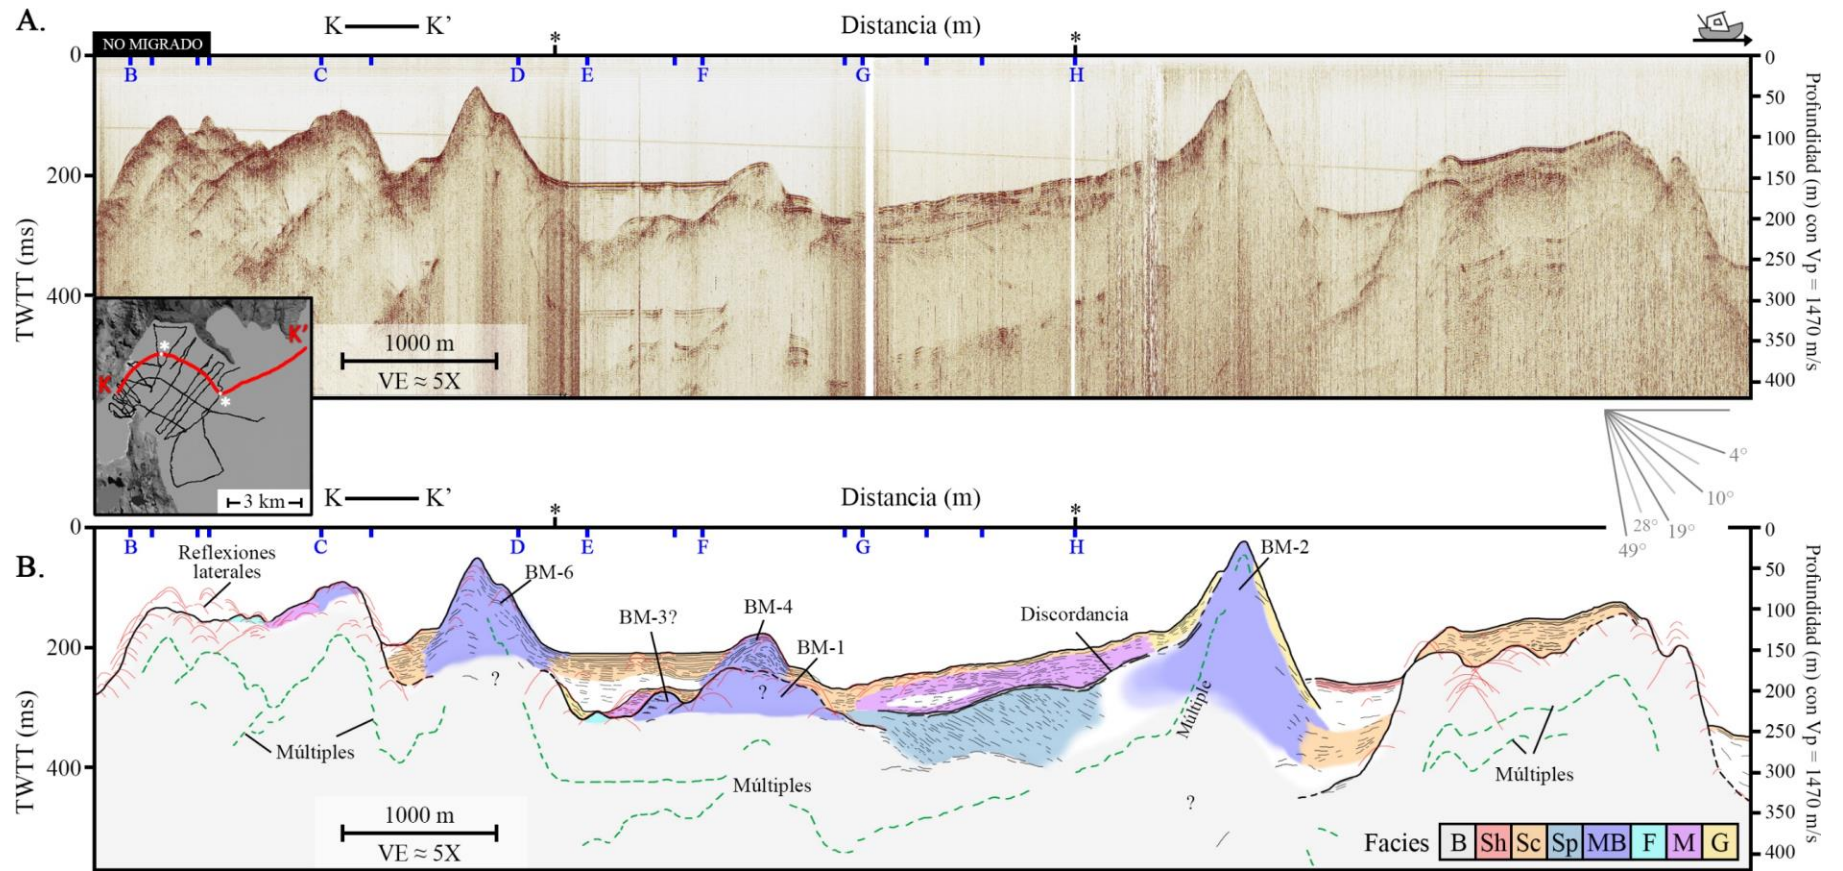 A.
K K’
Distancia (m)
NO MIGRADO
* *
0
B C D E F G H
200
400
TWTT (ms)
0
50
100
150
200
250
300
350
400
Profundidad (m) con Vp = 1470 m/s
1000 m
VE ≈ 5X
K
K’
*
*
3 km
4°
10°
19°
28°
49°
K K’
Distancia (m)
* *
0
B C D E F G H
B.
Reflexiones
laterales
BM-6
BM-3?
BM-4
BM-1
Discordancia
BM-2
200
400
TWTT (ms)
?
?
?
Múltiples
Múltiples
Múltiple
Múltiples
0
50
100
150
200
250
300
350
400
Profundidad (m) con Vp = 1470 m/s
1000 m
VE ≈ 5X
Facies B Sh Sc Sp MB F M G